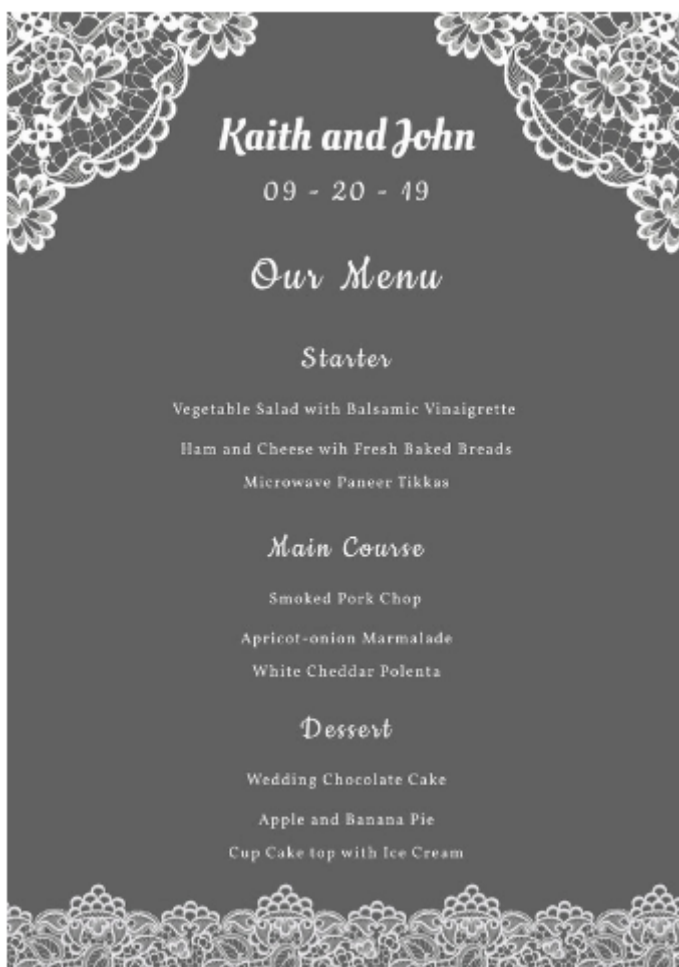 Kaith and John
09 - 20 - 19
Our Menu
Starter
Vegetable Salad with Balsamic Vinaigrette
Ham and Cheese wih Fresh Baked Breads
Microwave Paneer Tikkas
Main Course
Smoked Pork Chop
Apricot-onion Marmalade
White Cheddar Polenta
Dessert
Wedding Chocolate Cake
Apple and Banana Pie
Cup Cake top with Ice Cream